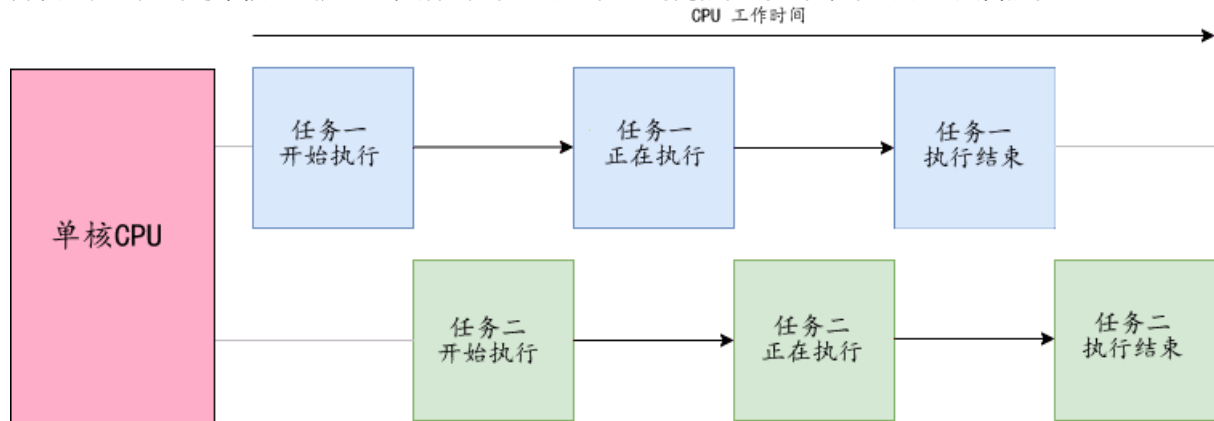 CPU 工作时间
任务一
开始执行
任务一
正在执行
任务一
执行结束
单核CPU
任务二
开始执行
任务二
正在执行
任务二
执行结束